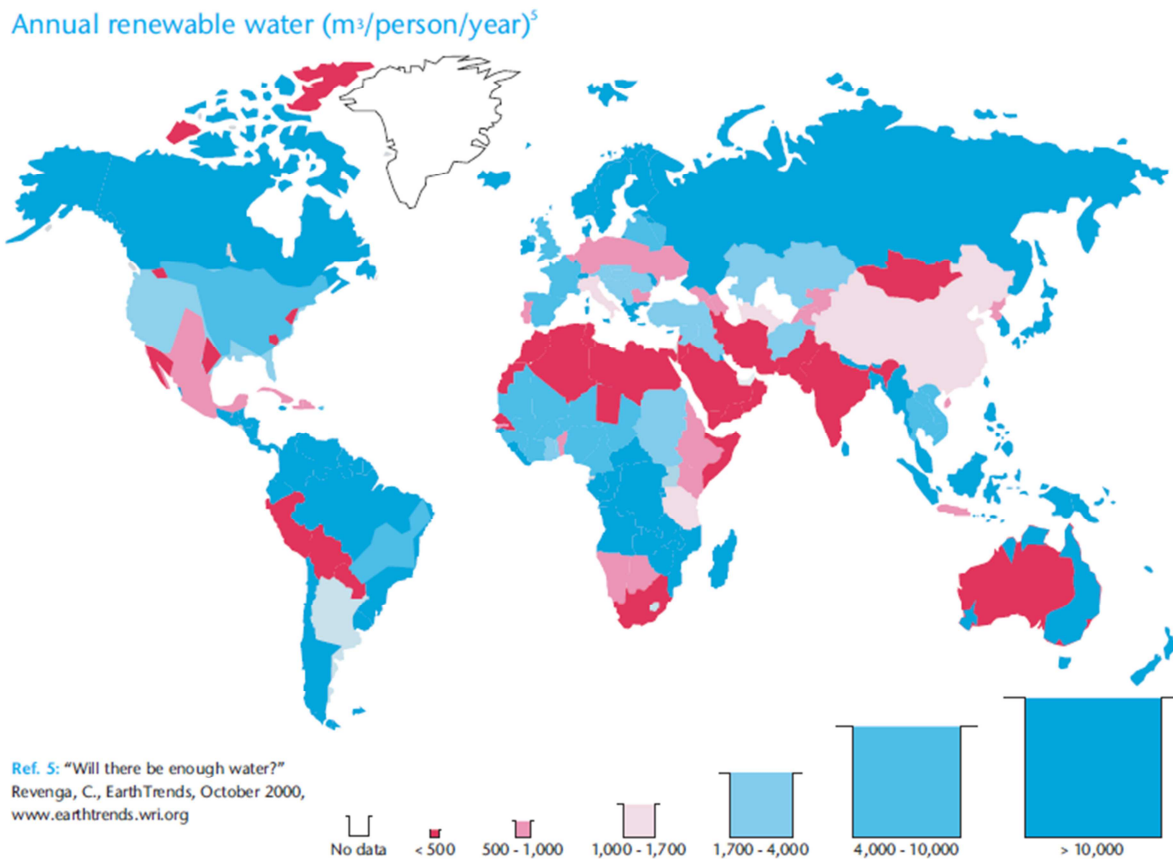 Annual renewable water (m³/person/year)⁵
Ref. 5: “Will there be enough water?”
Revenga, C., EarthTrends, October 2000,
www.earthtrends.wri.org
No data
< 500
500 - 1,000
1,000 - 1,700
1,700 - 4,000
4,000 - 10,000
> 10,000